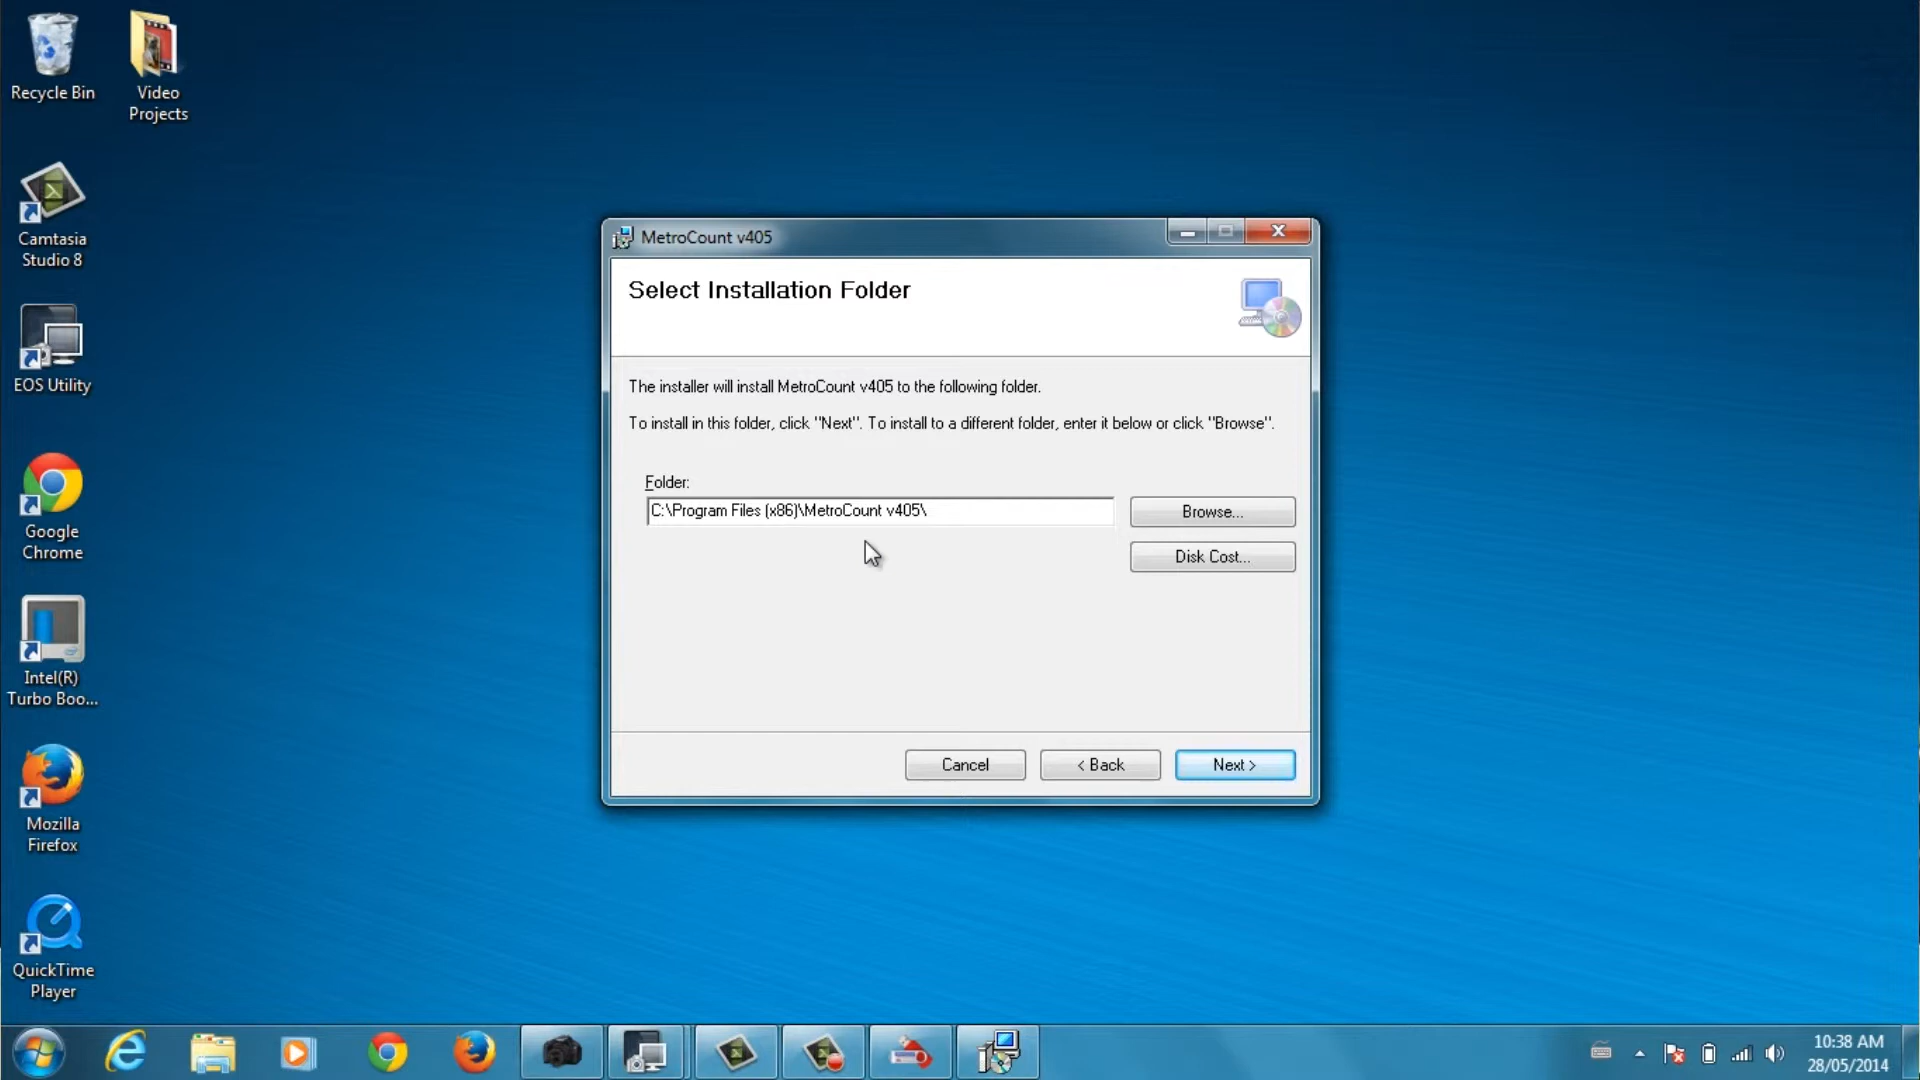 Recycle Bin
Video
Projects
Camtasia
Studio 8
EOS Utility
Google
Chrome
Intel(R)
Turbo Boo...
Mozilla
Firefox
QuickTime
Player
MetroCount v405
Select Installation Folder
The installer will install MetroCount v405 to the following folder.
To install in this folder, click "Next". To install to a different folder, enter it below or click "Browse".
Folder:
C:\Program Files (x86)\MetroCount v405\
Browse...
Disk Cost...
Cancel
< Back
Next >
10:38 AM
28/05/2014